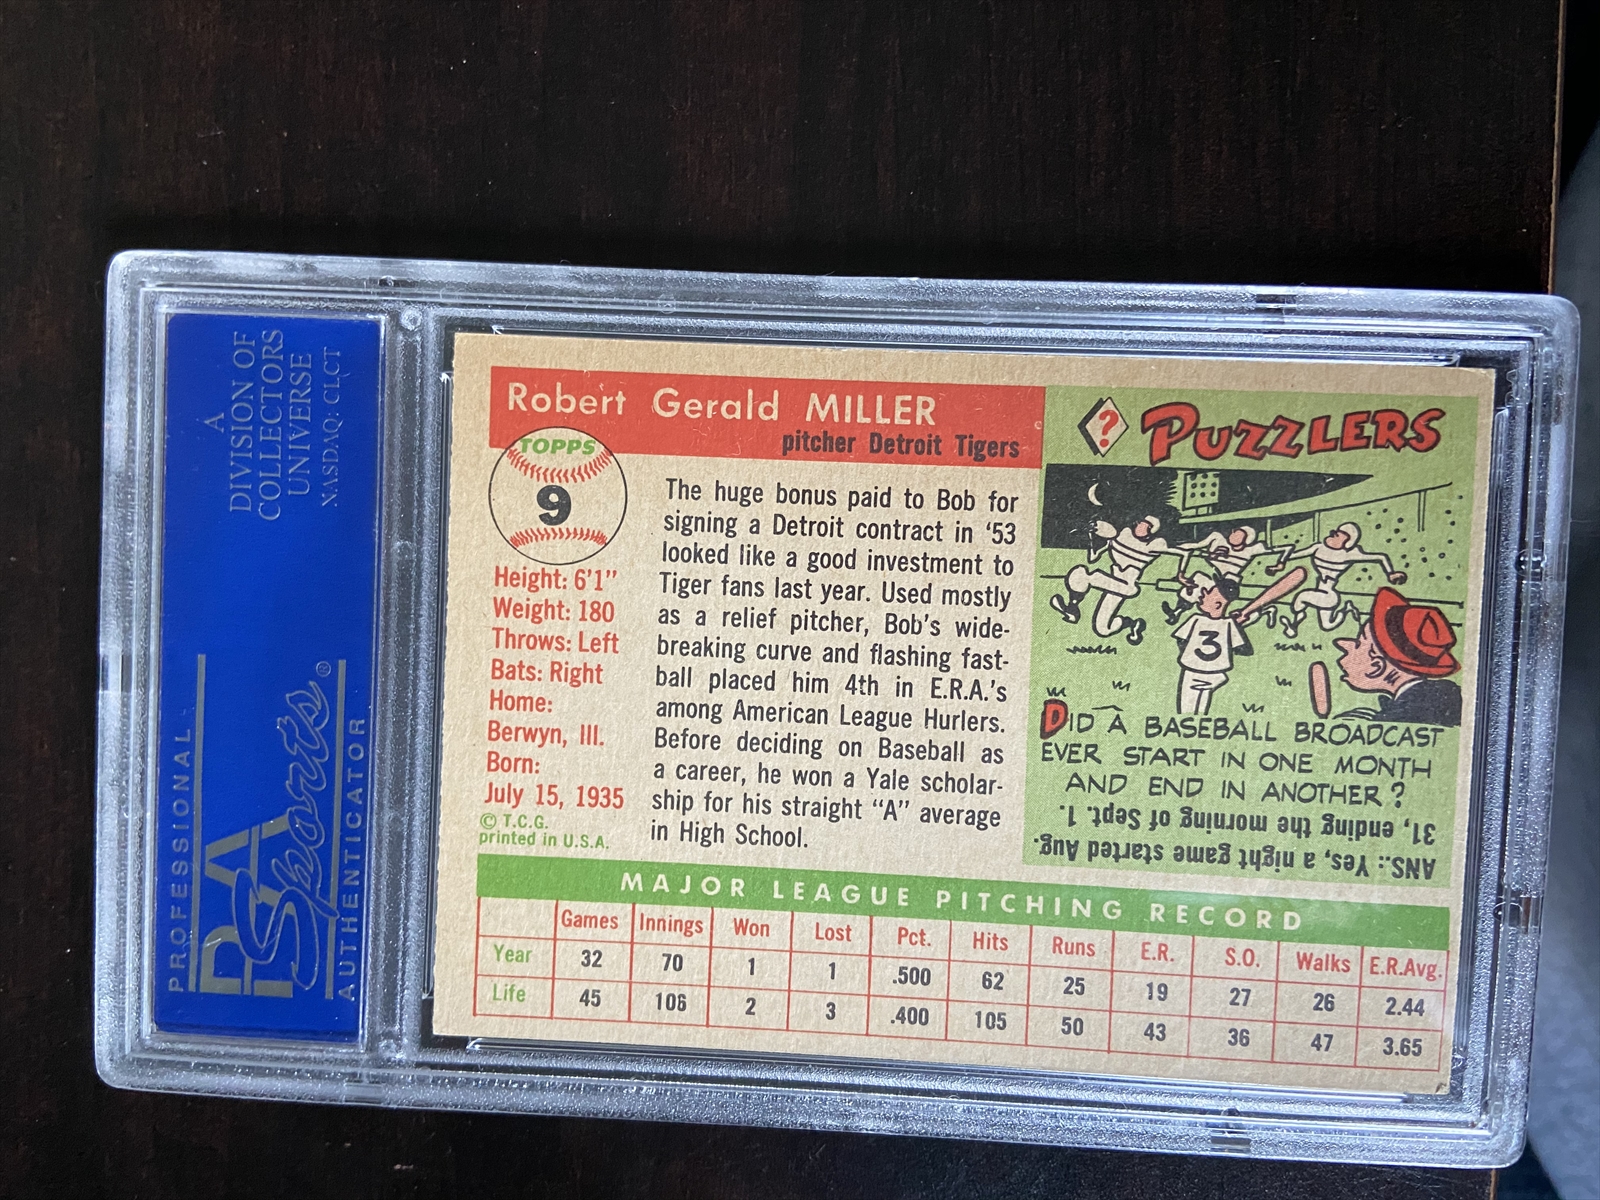 A
DIVISION OF
COLLECTORS
UNIVERSE
NASDAQ: CLCT
PROFESSIONAL
PSA
Sports®
AUTHENTICATOR
Robert Gerald MILLER
pitcher Detroit Tigers
TOPPS
9
Height: 6'1"
Weight: 180
Throws: Left
Bats: Right
Home:
Berwyn, Ill.
Born:
July 15, 1935
© T.C.G.
printed in U.S.A.
The huge bonus paid to Bob for
signing a Detroit contract in '53
looked like a good investment to
Tiger fans last year. Used mostly
as a relief pitcher, Bob's wide-
breaking curve and flashing fast-
ball placed him 4th in E.R.A.'s
among American League Hurlers.
Before deciding on Baseball as
a career, he won a Yale scholar-
ship for his straight "A" average
in High School.
? PUZZLERS
3
DID A BASEBALL BROADCAST
EVER START IN ONE MONTH
AND END IN ANOTHER?
ANS.: Yes, a night game started Aug.
31, ending the morning of Sept. 1.
MAJOR LEAGUE PITCHING RECORD
Games Innings Won Lost Pct. Hits Runs E.R. S.O. Walks E.R.Avg.
Year 32 70 1 1 .500 62 25 19 27 26 2.44
Life 45 106 2 3 .400 105 50 43 36 47 3.65